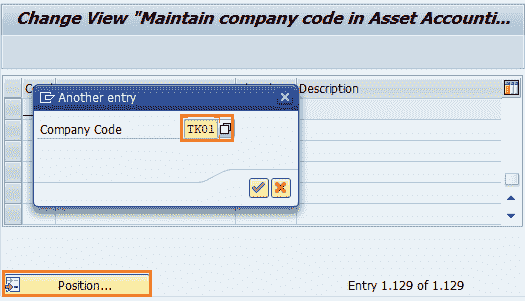 Change View "Maintain company code in Asset Accounti...
Co
Description
Another entry
Company Code TK01
Position...
Entry 1.129 of 1.129